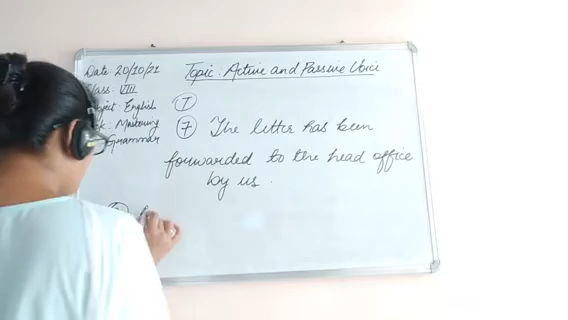 Date: 20/10/21
Class: VIII
Subject: English
Book: Mastering
Grammar
Topic: Active and Passive Voice
I
7 The letter has been
forwarded to the head office
by us.